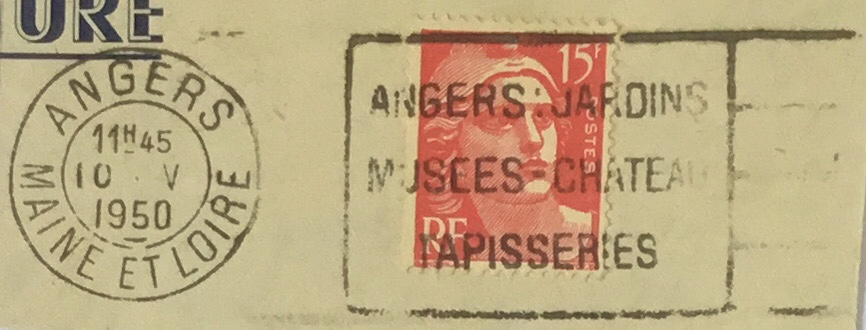 URE
ANGERS
11H45
10 V
1950
MAINE ET LOIRE
15F
POSTES
RF
ANGERS: JARDINS
MUSEES-CHATEAU
TAPISSERIES